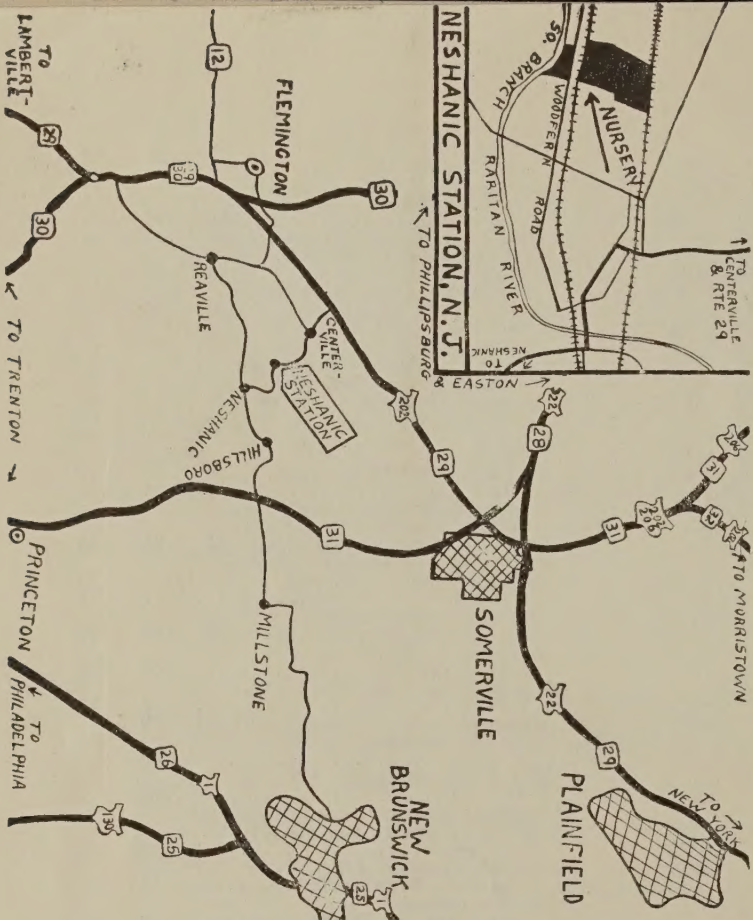 TO
LAMBERT-
VILLE
29
30
12
FLEMINGTON
29
30
30
REAVILLE
CENTER-
VILLE
NESHANIC
STATION
NESHANIC
HILLSBORO
← TO TRENTON →
NESHANIC STATION, N. J.
SO. BRANCH
RARITAN RIVER
WOODFERN
ROAD
NURSERY
TO
CENTERVILLE
& RTE 29
TO
NESHANIC
← TO PHILLIPSBURG
& EASTON →
202
29
22
28
206
31
202
32
TO MORRISTOWN
202
206
31
31
SOMERVILLE
22
29
TO →
NEW YORK
PLAINFIELD
MILLSTONE
NEW
BRUNSWICK
PRINCETON
TO
PHILADELPHIA
26
1
130
25
25
1